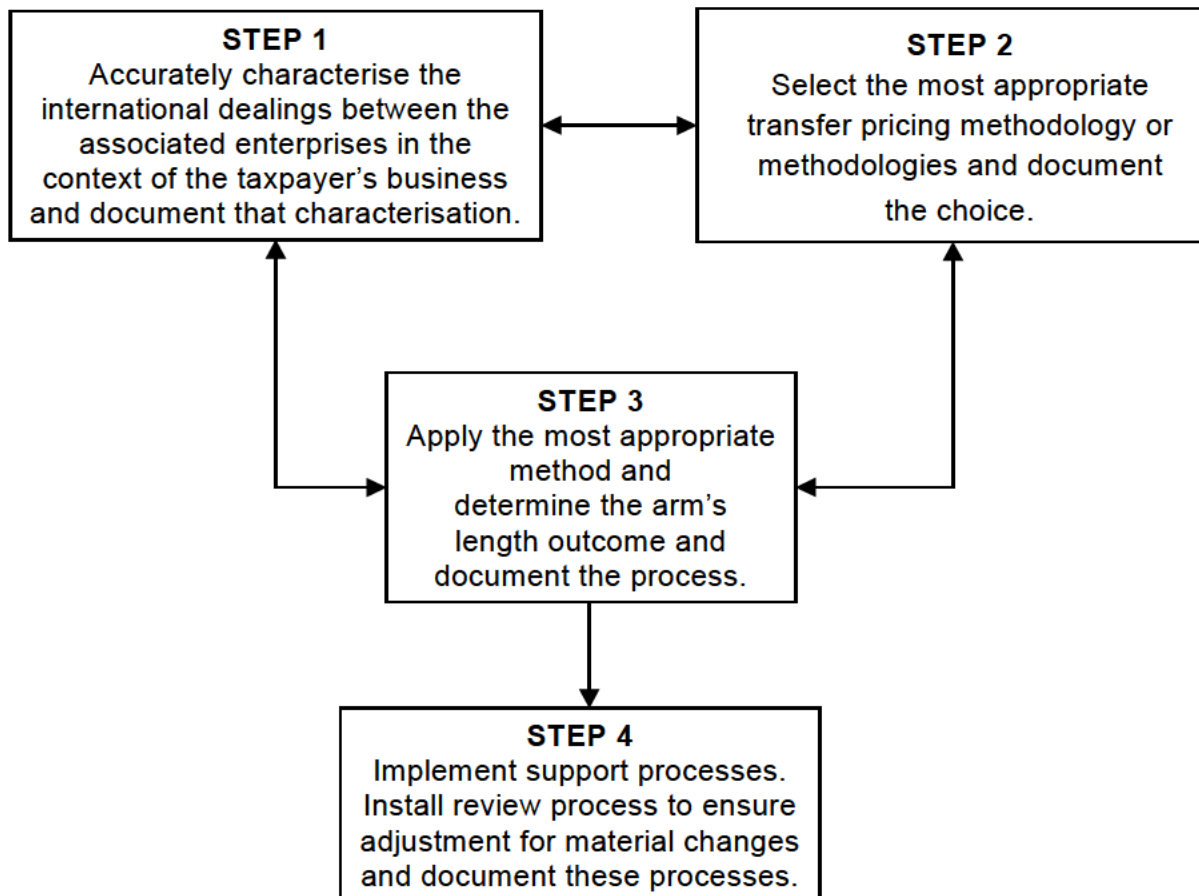 STEP 1
Accurately characterise the
international dealings between the
associated enterprises in the
context of the taxpayer’s business
and document that characterisation.
STEP 2
Select the most appropriate
transfer pricing methodology or
methodologies and document
the choice.
STEP 3
Apply the most appropriate
method and
determine the arm’s
length outcome and
document the process.
STEP 4
Implement support processes.
Install review process to ensure
adjustment for material changes
and document these processes.